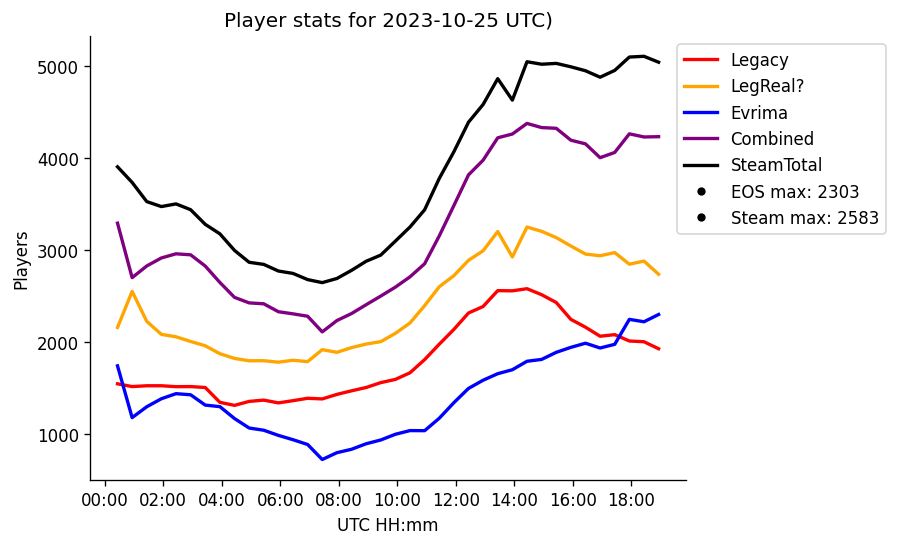 Player stats for 2023-10-25 UTC)
Legacy
LegReal?
Evrima
Combined
SteamTotal
EOS max: 2303
Steam max: 2583
Players
5000
4000
3000
2000
1000
00:00 02:00 04:00 06:00 08:00 10:00 12:00 14:00 16:00 18:00
UTC HH:mm